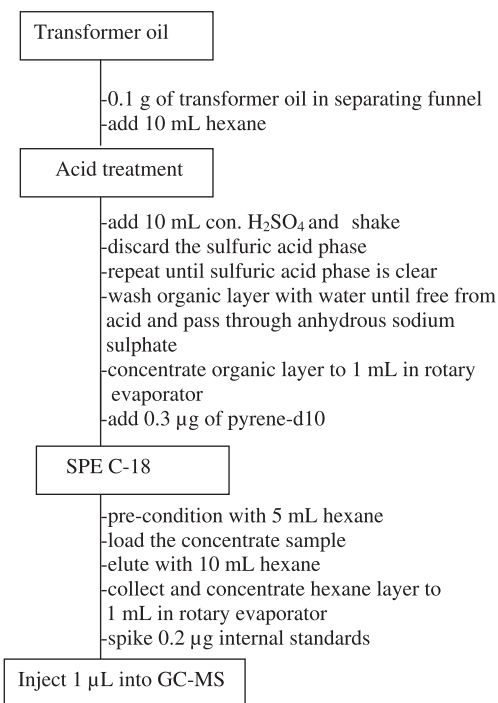 Transformer oil
-0.1 g of transformer oil in separating funnel
-add 10 mL hexane
Acid treatment
-add 10 mL con. H₂SO₄ and shake
-discard the sulfuric acid phase
-repeat until sulfuric acid phase is clear
-wash organic layer with water until free from
acid and pass through anhydrous sodium
sulphate
-concentrate organic layer to 1 mL in rotary
evaporator
-add 0.3 µg of pyrene-d10
SPE C-18
-pre-condition with 5 mL hexane
-load the concentrate sample
-elute with 10 mL hexane
-collect and concentrate hexane layer to
1 mL in rotary evaporator
-spike 0.2 µg internal standards
Inject 1 µL into GC-MS